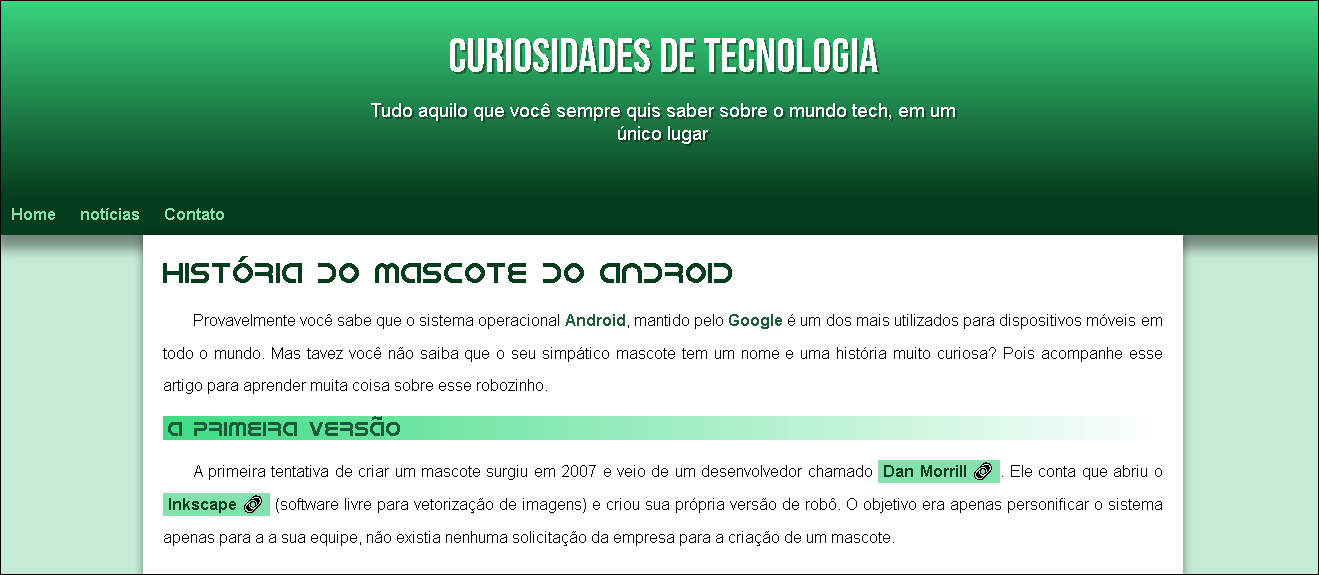 CURIOSIDADES DE TECNOLOGIA
Tudo aquilo que você sempre quis saber sobre o mundo tech, em um
único lugar
Home notícias Contato
HISTÓRIA DO MASCOTE DO ANDROID
Provavelmente você sabe que o sistema operacional Android, mantido pelo Google é um dos mais utilizados para dispositivos móveis em
todo o mundo. Mas tavez você não saiba que o seu simpático mascote tem um nome e uma história muito curiosa? Pois acompanhe esse
artigo para aprender muita coisa sobre esse robozinho.
A PRIMEIRA VERSÃO
A primeira tentativa de criar um mascote surgiu em 2007 e veio de um desenvolvedor chamado Dan Morrill. Ele conta que abriu o
Inkscape (software livre para vetorização de imagens) e criou sua própria versão de robô. O objetivo era apenas personificar o sistema
apenas para a a sua equipe, não existia nenhuma solicitação da empresa para a criação de um mascote.